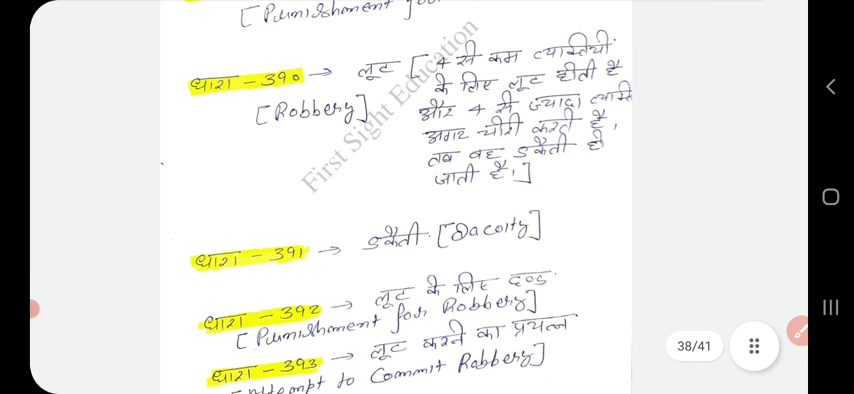 [Punishment for
धारा - 390 → लूट [ 4 से कम व्यक्तियों
के लिए लूट होती है
[Robbery]
और 4 से ज्यादा व्यक्ति
अगर चोरी करते है।
तब वह डकैती हो
जाती है।]
First Sight Education
धारा - 391 → डकैती [Dacoity]
धारा - 392 → लूट के लिए दण्ड
[Punishment for Robbery]
धारा - 393 → लूट करने का प्रयत्न
Attempt to Commit Robbery]
38/41